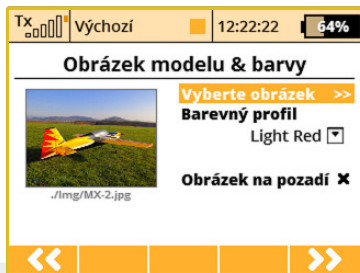 Tx Výchozí 12:22:22 64%
Obrázek modelu & barvy
Vyberte obrázek >>
Barevný profil
Light Red
Obrázek na pozadí ×
./Img/MX-2.jpg